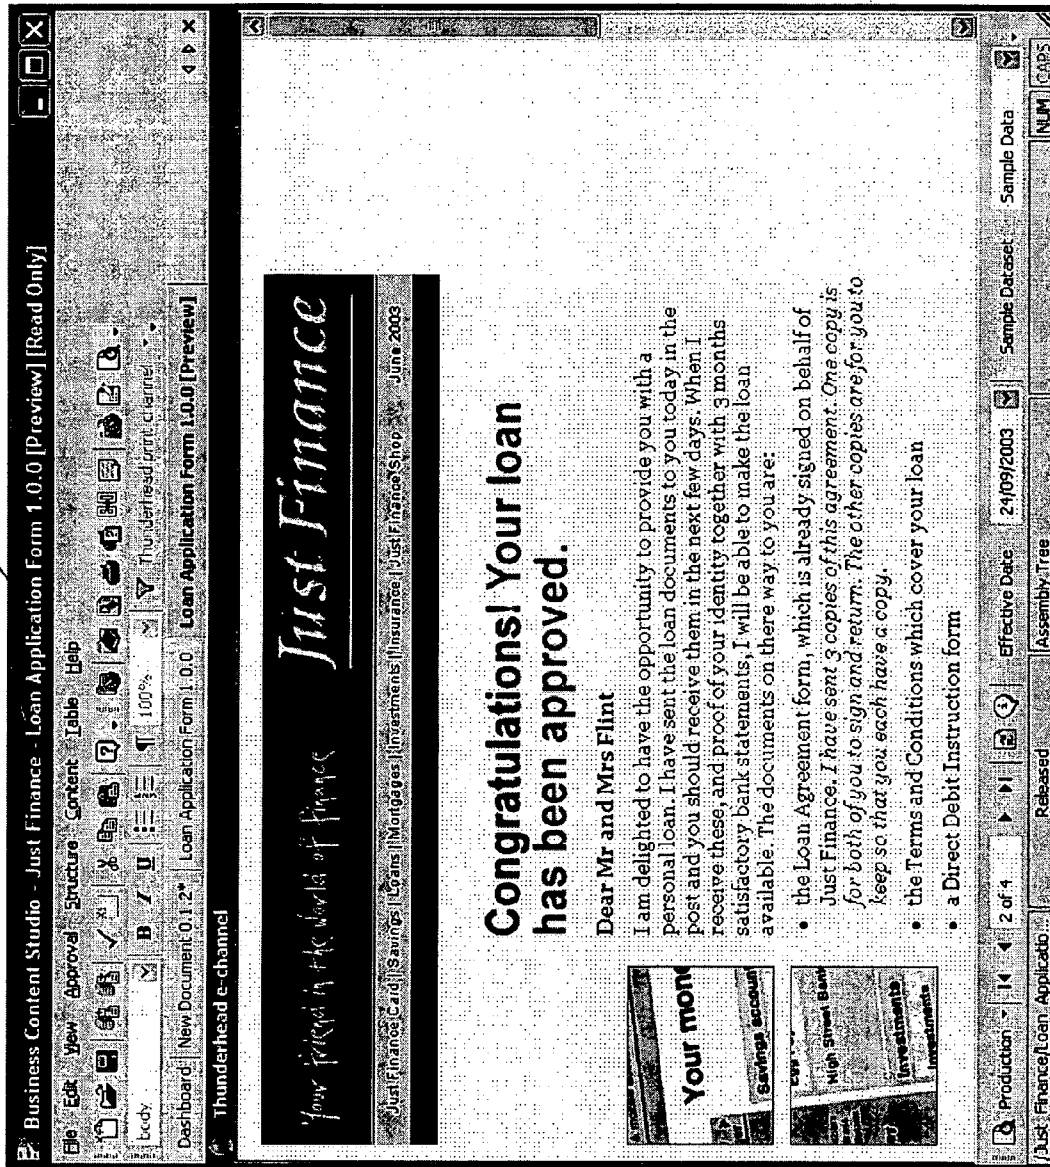 Business Content Studio - Just Finance - Loan Application Form 1.0.0 [Preview] [Read Only]
File Edit View Approval Structure Content Table Help
body B I U 100% Thunderhead print channel
Dashboard New Document 0.1.2* Loan Application Form 1.0.0 Loan Application Form 1.0.0 [Preview]
Thunderhead e-channel
Your friend in the world of finance Just Finance
Just Finance Card | Savings | Loans | Mortgages | Investments | Insurance | Just Finance Shop June 2003
Congratulations! Your loan
has been approved.
Dear Mr and Mrs Flint
I am delighted to have the opportunity to provide you with a
personal loan. I have sent the loan documents to you today in the
post and you should receive them in the next few days. When I
receive these, and proof of your identity together with 3 months
satisfactory bank statements, I will be able to make the loan
available. The documents on there way to you are:
• the Loan Agreement form, which is already signed on behalf of
Just Finance. I have sent 3 copies of this agreement. One copy is
for both of you to sign and return. The other copies are for you to
keep so that you each have a copy.
• the Terms and Conditions which cover your loan
• a Direct Debit Instruction form
Your mon
Savings accoun
High Street Bank
Investments
Investments
Production 2 of 4 Effective Date 24/09/2003 Sample Dataset Sample Data
/Just Finance/Loan Applicatio... Released Assembly Tree NUM CAPS